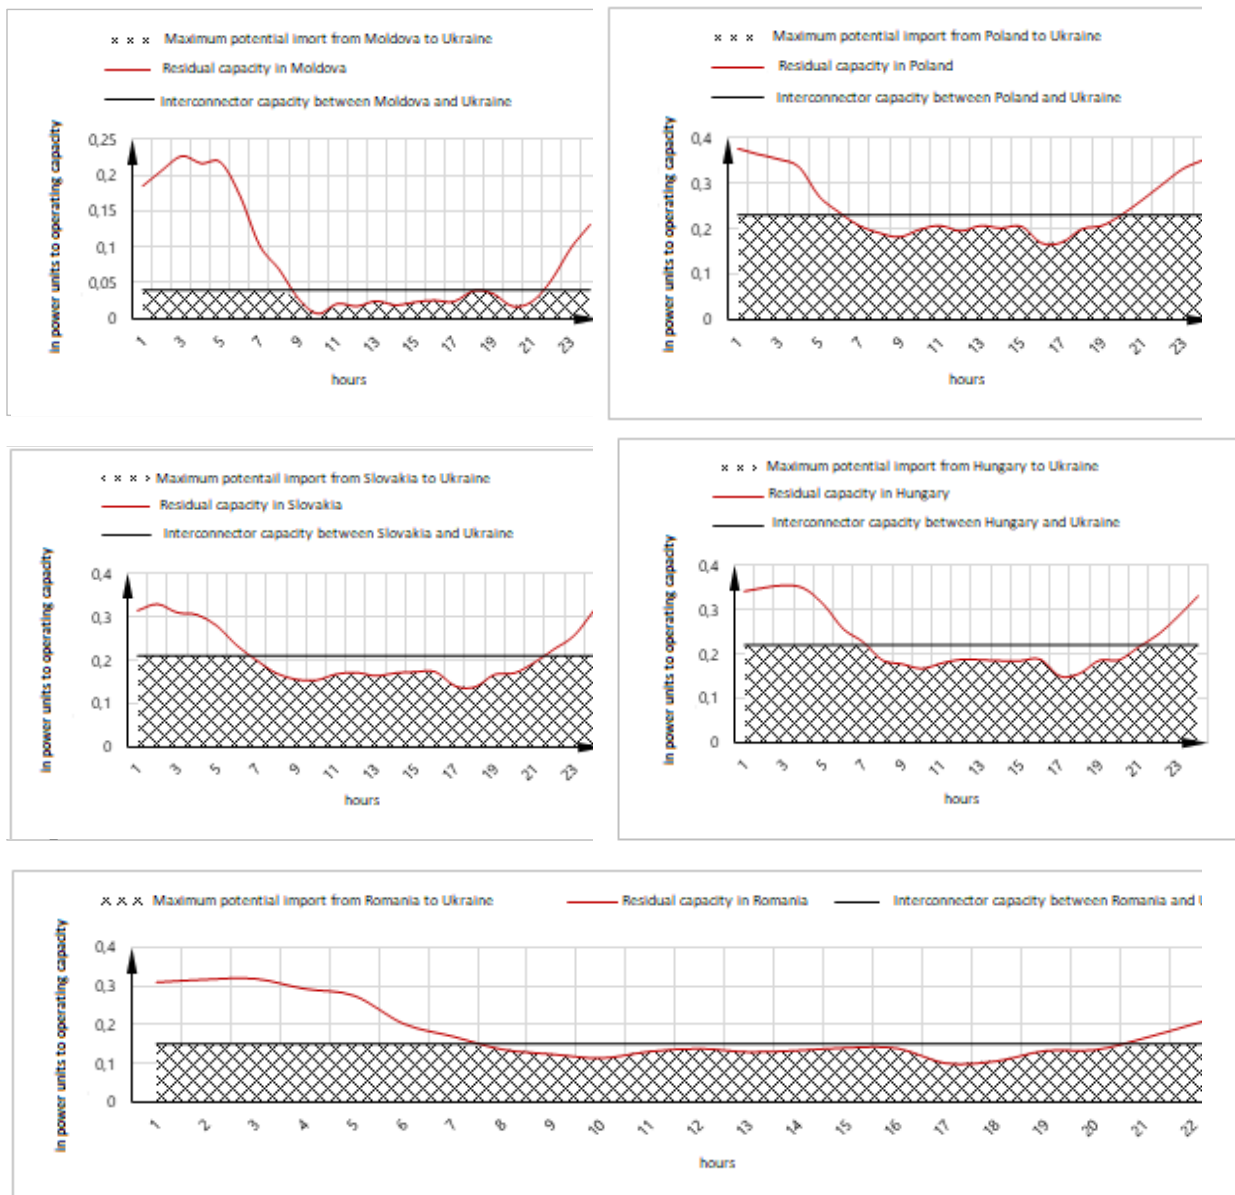 Maximum potential imort from Moldova to Ukraine
Residual capacity in Moldova
Interconnector capacity between Moldova and Ukraine
in power units to operating capacity
0,25
0,2
0,15
0,1
0,05
0
1 3 5 7 9 11 13 15 17 19 21 23
hours
Maximum potential import from Poland to Ukraine
Residual capacity in Poland
Interconnector capacity between Poland and Ukraine
in power units to operating capacity
0,4
0,3
0,2
0,1
0
1 3 5 7 9 11 13 15 17 19 21 23
hours
Maximum potentail import from Slovakia to Ukraine
Residual capacity in Slovakia
Interconnector capacity between Slovakia and Ukraine
in power units to operating capacity
0,4
0,3
0,2
0,1
0
1 3 5 7 9 11 13 15 17 19 21 23
hours
Maximum potential import from Hungary to Ukraine
Residual capacity in Hungary
Interconnector capacity between Hungary and Ukraine
in power units to operating capacity
0,4
0,3
0,2
0,1
0
1 3 5 7 9 11 13 15 17 19 21 23
hours
Maximum potential import from Romania to Ukraine Residual capacity in Romania Interconnector capacity between Romania and
in power units to operating capacity
0,4
0,3
0,2
0,1
0
1 2 3 4 5 6 7 8 9 10 11 12 13 14 15 16 17 18 19 20 21 22
hours